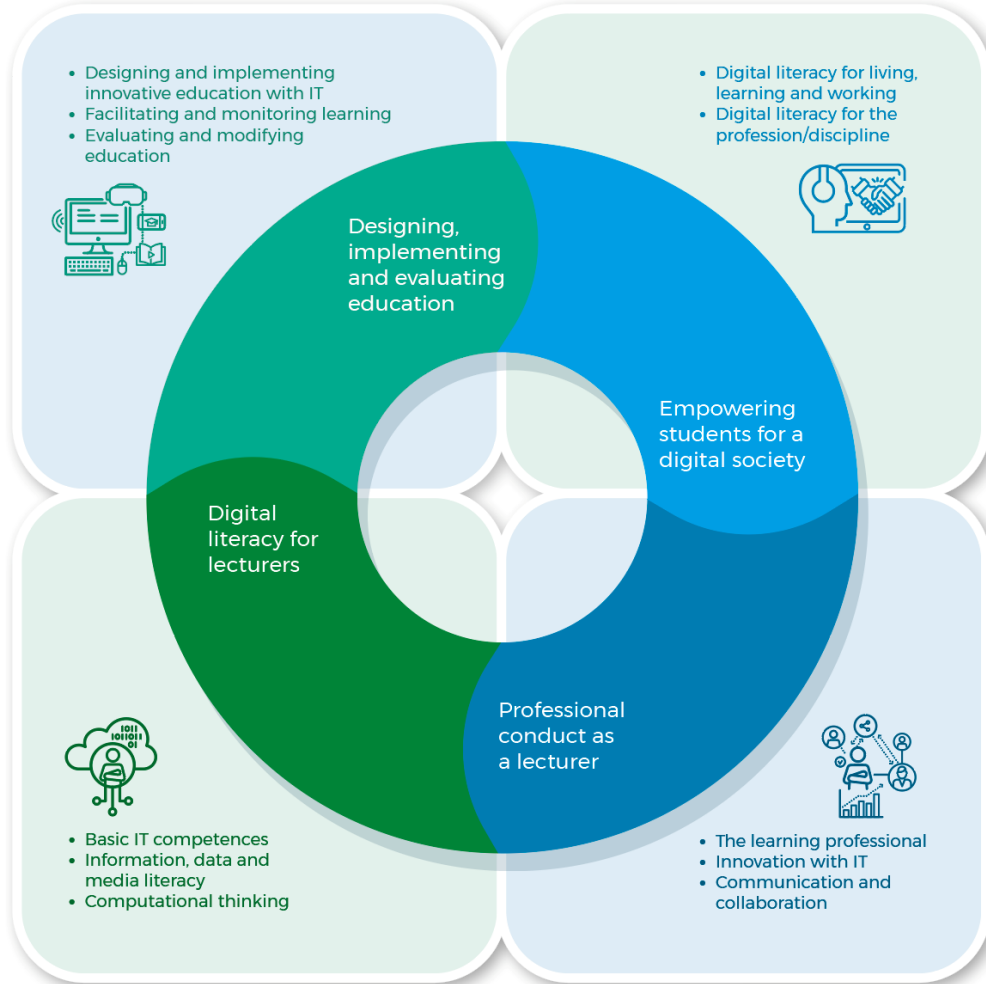 • Designing and implementing
innovative education with IT
• Facilitating and monitoring learning
• Evaluating and modifying
education
• Digital literacy for living,
learning and working
• Digital literacy for the
profession/discipline
Designing,
implementing
and evaluating
education
Empowering
students for a
digital society
Digital
literacy for
lecturers
Professional
conduct as
a lecturer
1011
1011011
01
• Basic IT competences
• Information, data and
media literacy
• Computational thinking
• The learning professional
• Innovation with IT
• Communication and
collaboration